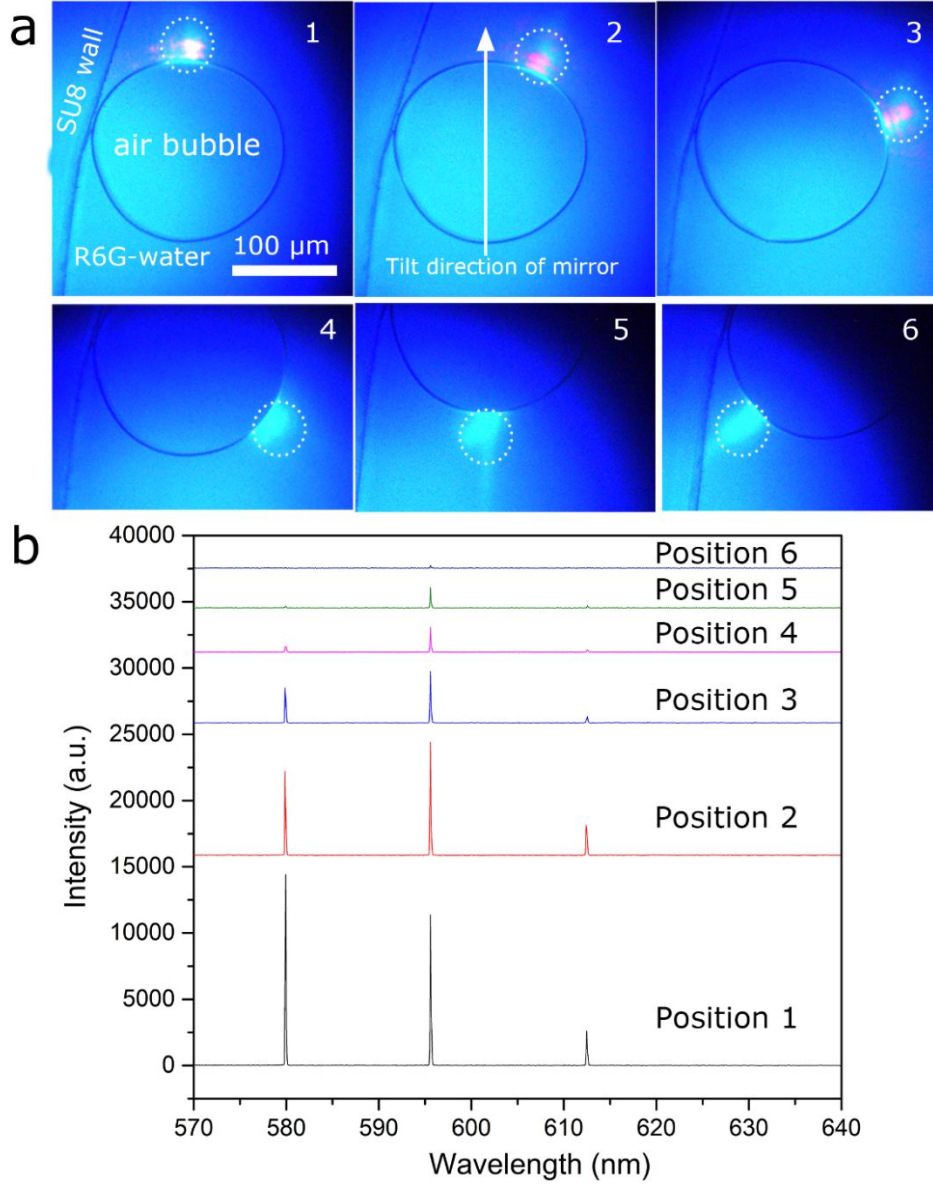 a
1
2
3
SU8 wall
air bubble
R6G-water
100 μm
Tilt direction of mirror
4
5
6
b
40000
35000
30000
25000
20000
15000
10000
5000
0
Intensity (a.u.)
Position 6
Position 5
Position 4
Position 3
Position 2
Position 1
570 580 590 600 610 620 630 640
Wavelength (nm)